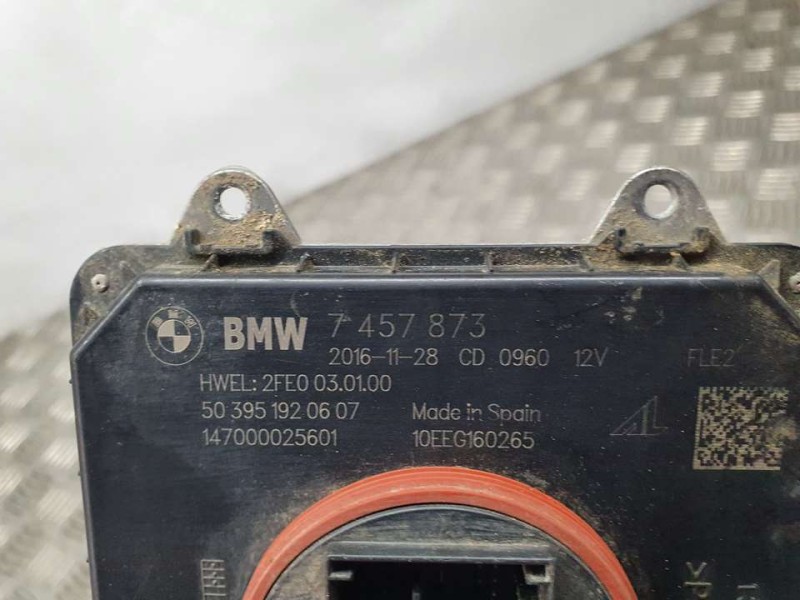 BMW 7 457 873
2016-11-28 CD 0960 12V FLE2
HWEL: 2FE0 03.01.00
50 395 192 06 07 Made in Spain
147000025601 10EEG160265